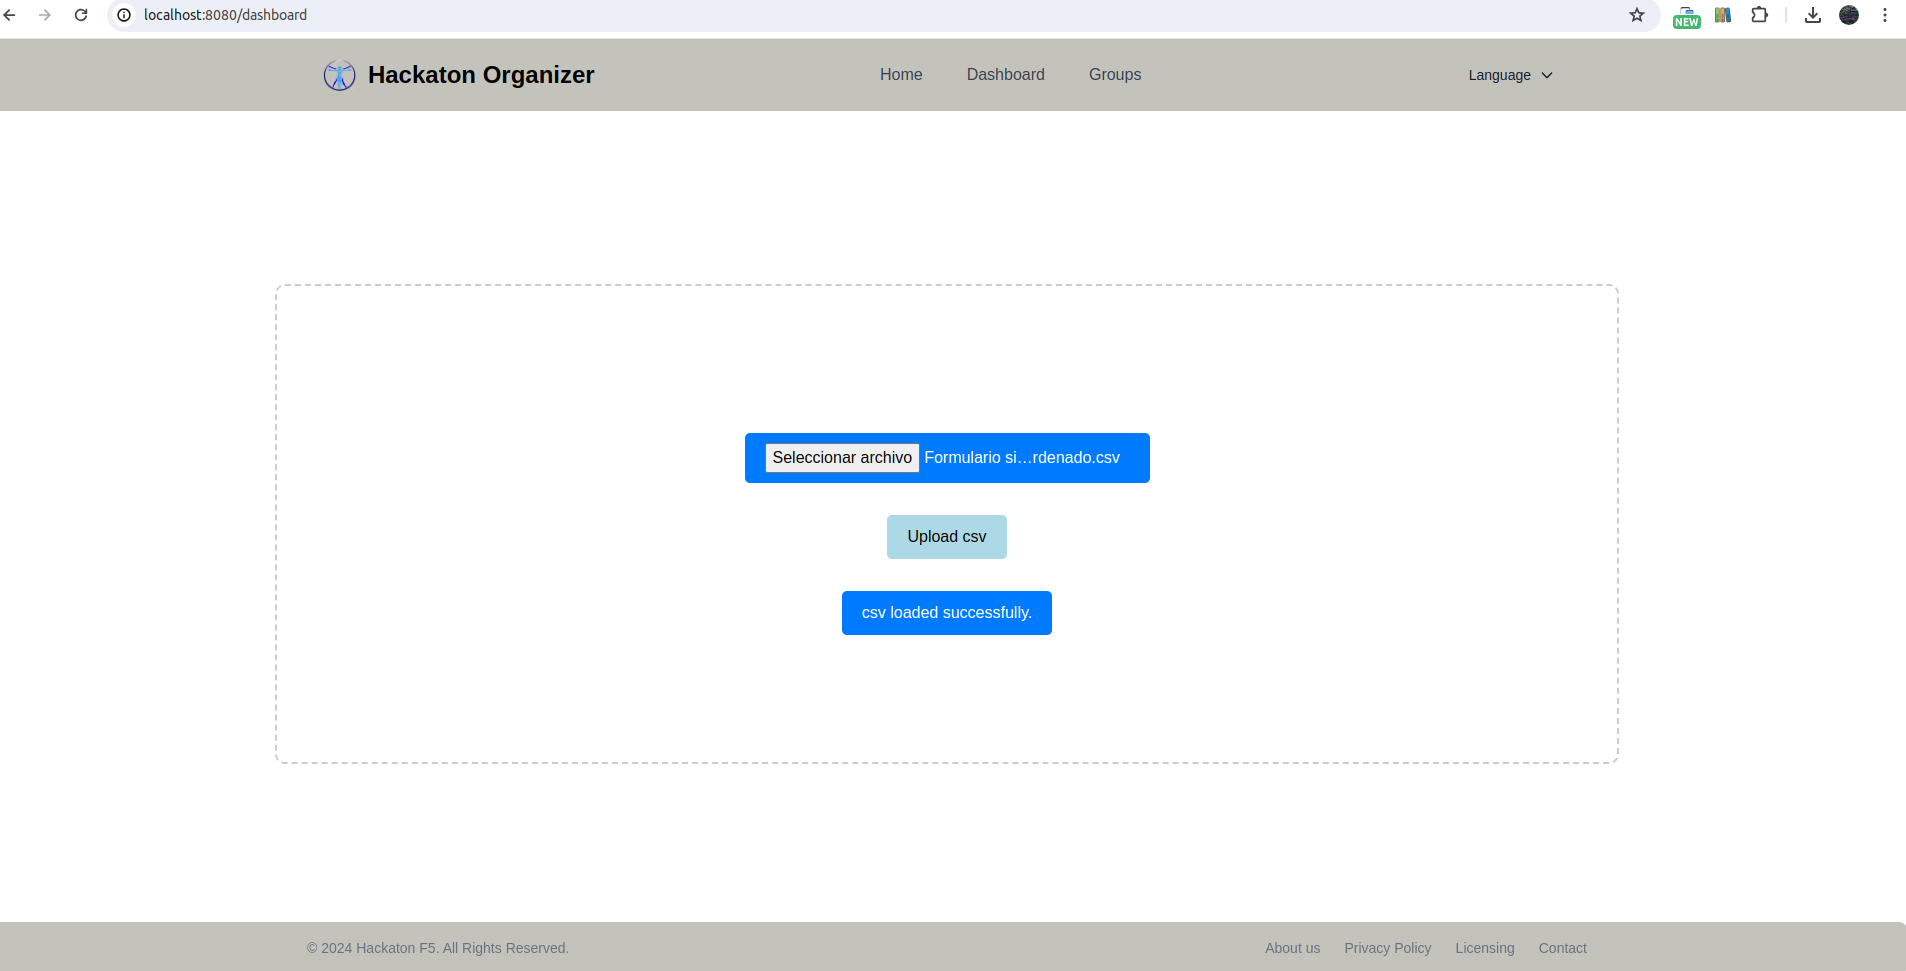 localhost:8080/dashboard
NEW
Hackaton Organizer
Home Dashboard Groups
Language
Seleccionar archivo Formulario si...rdenado.csv
Upload csv
csv loaded successfully.
© 2024 Hackaton F5. All Rights Reserved.
About us Privacy Policy Licensing Contact